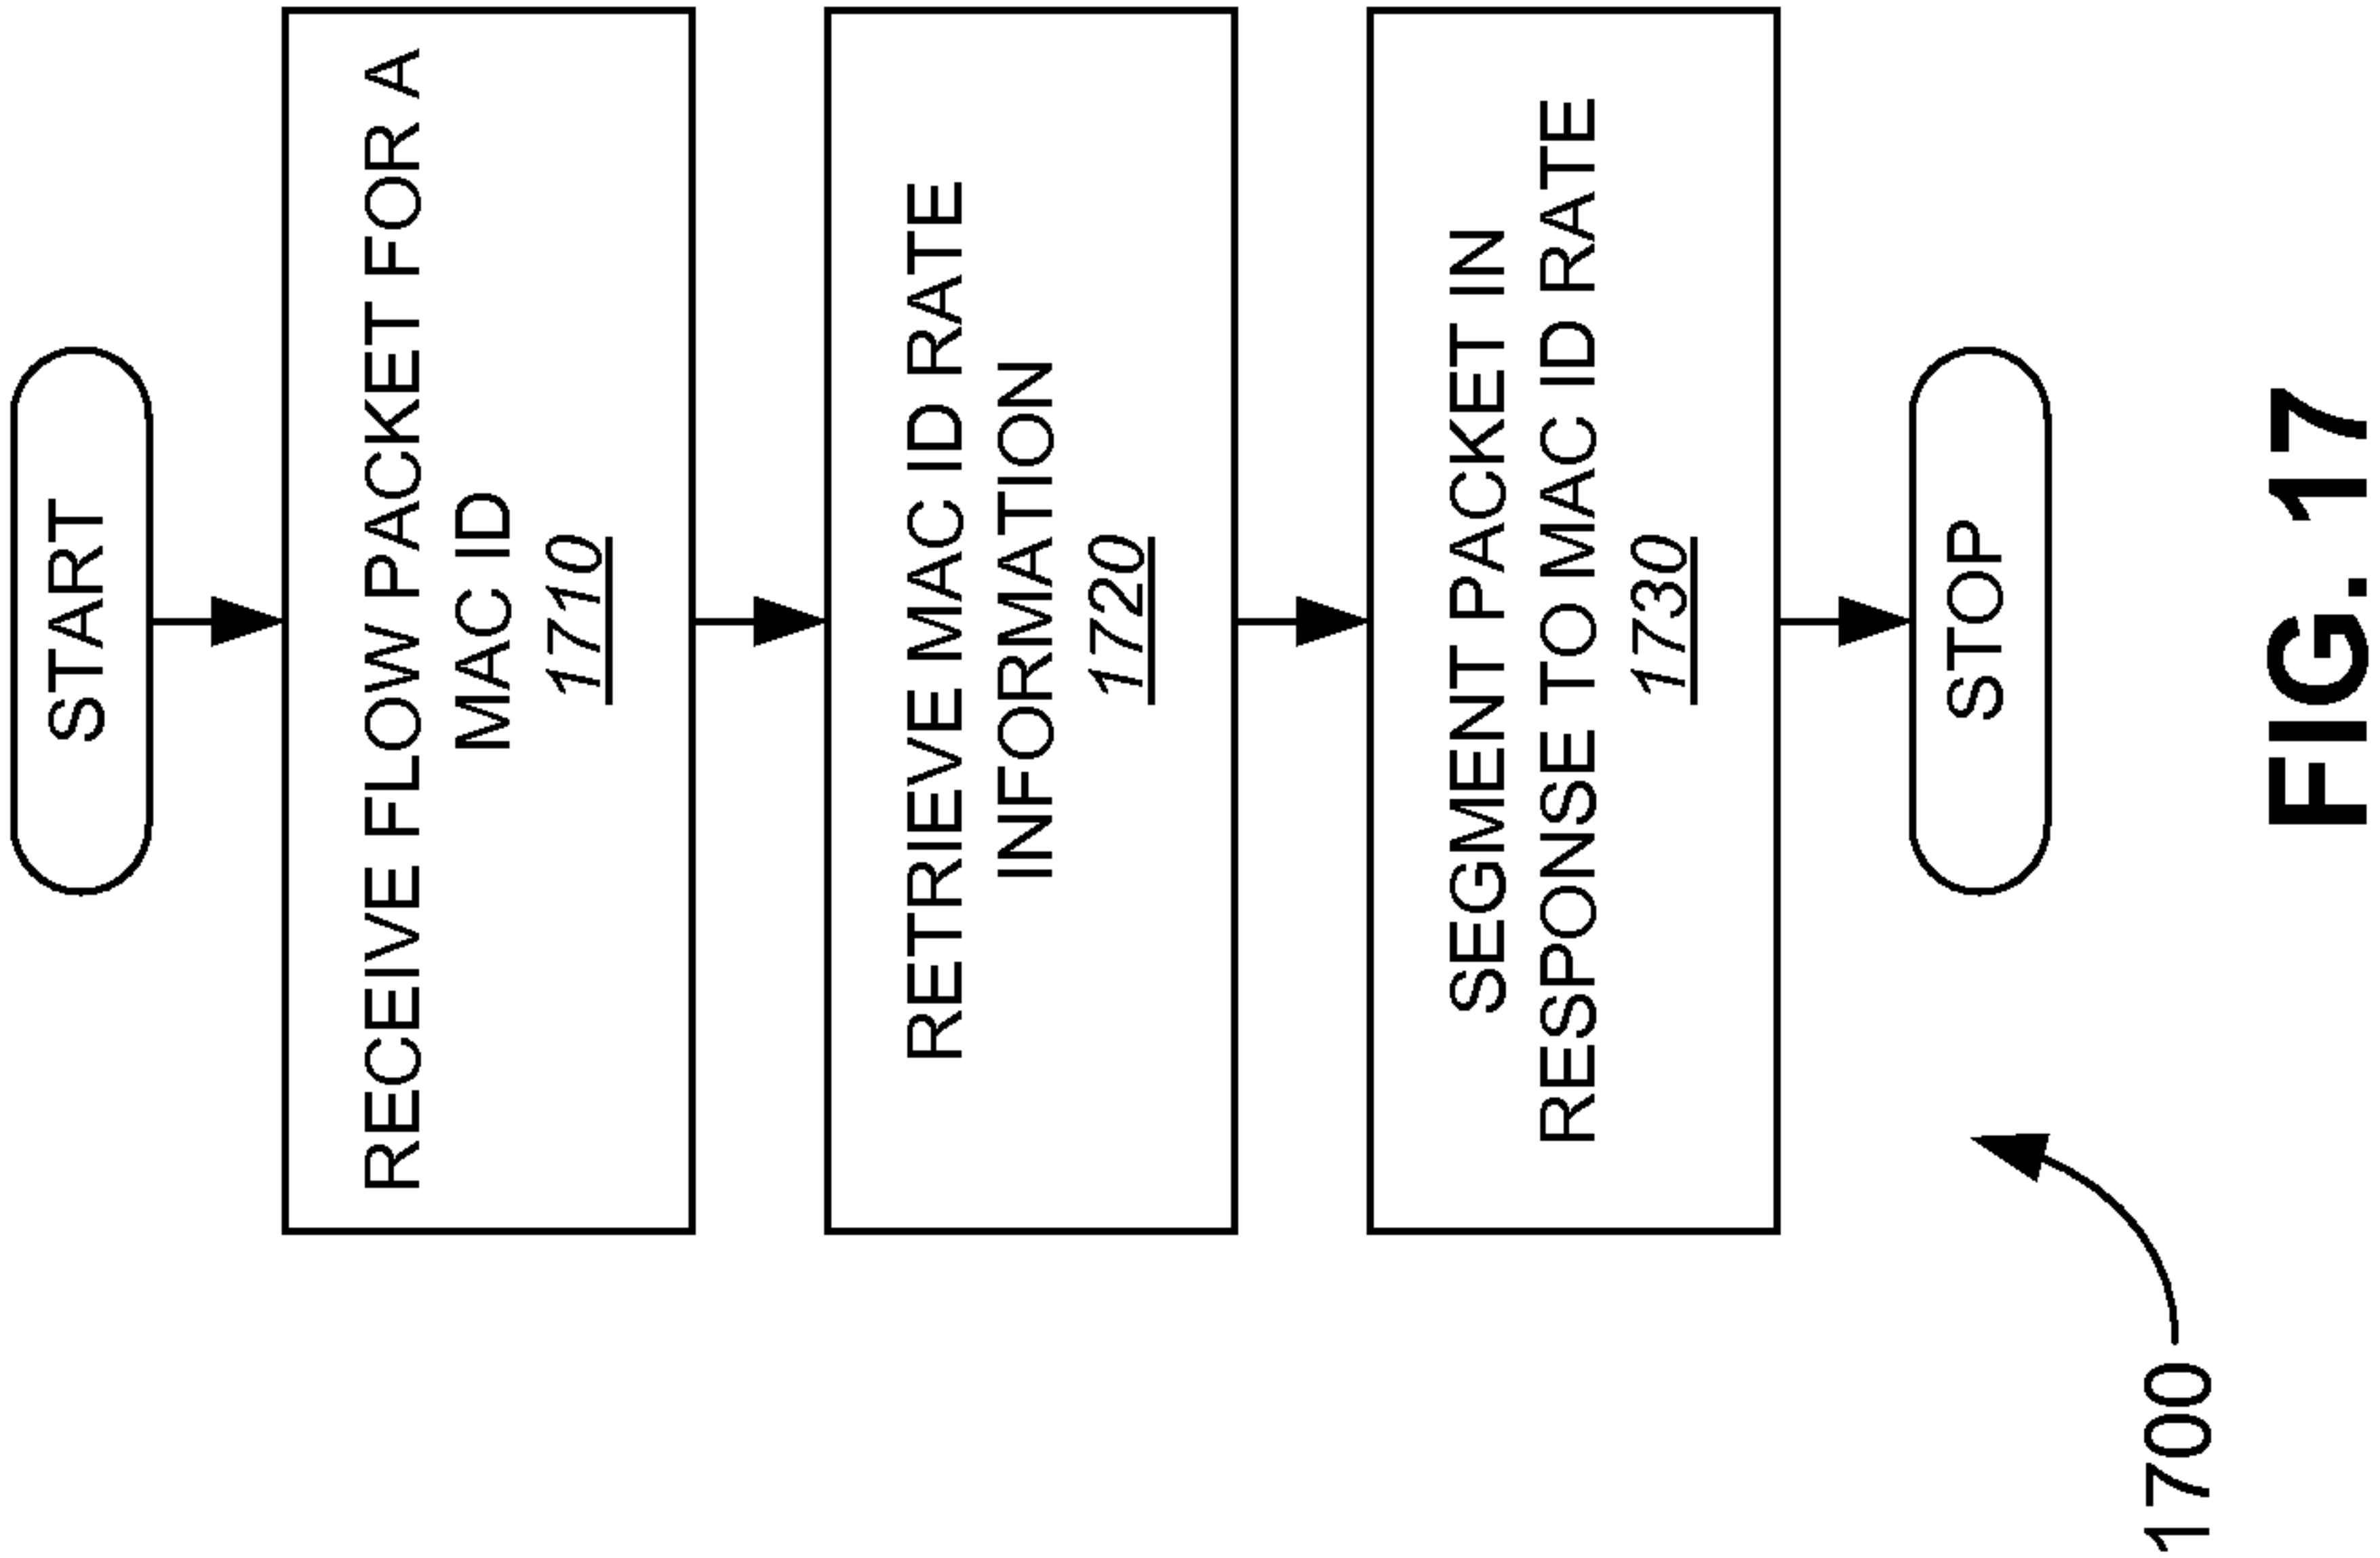 START
RECEIVE FLOW PACKET FOR A
MAC ID
1710
RETRIEVE MAC ID RATE
INFORMATION
1720
SEGMENT PACKET IN
RESPONSE TO MAC ID RATE
1730
STOP
1700
FIG. 17